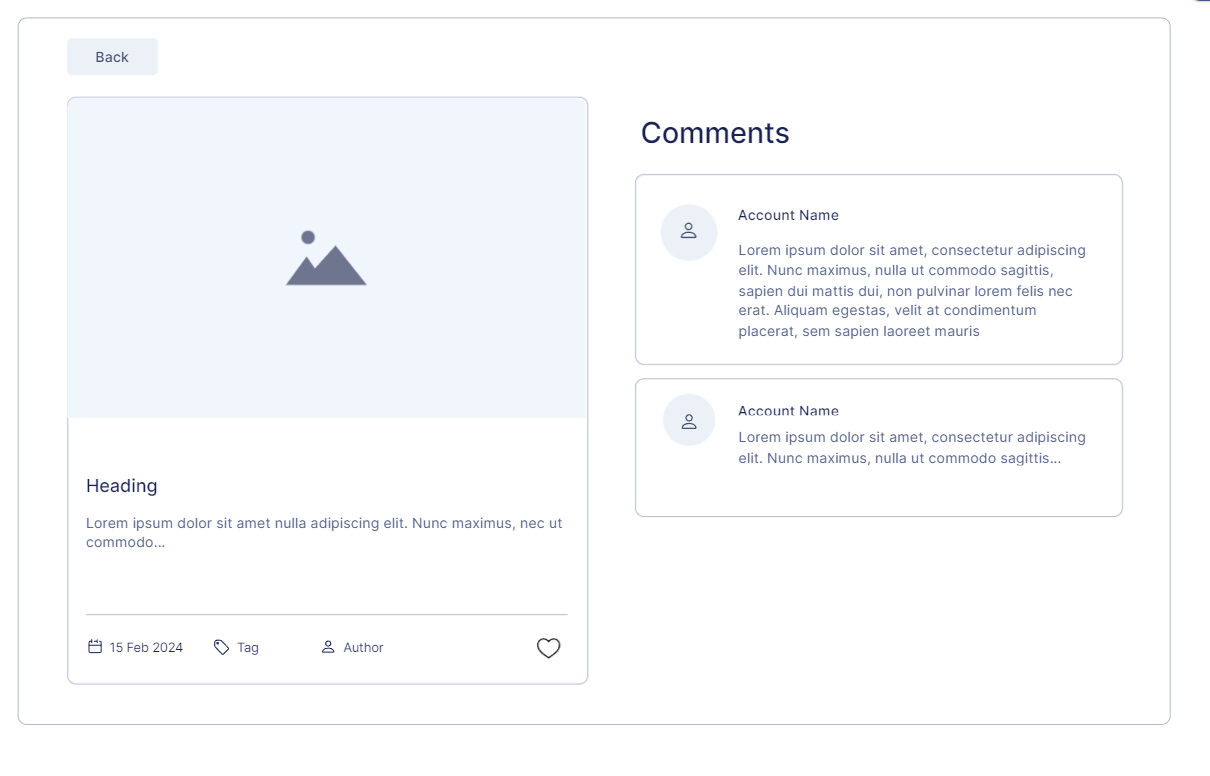 Back
Comments
Account Name
Lorem ipsum dolor sit amet, consectetur adipiscing
elit. Nunc maximus, nulla ut commodo sagittis,
sapien dui mattis dui, non pulvinar lorem felis nec
erat. Aliquam egestas, velit at condimentum
placerat, sem sapien laoreet mauris
Account Name
Lorem ipsum dolor sit amet, consectetur adipiscing
elit. Nunc maximus, nulla ut commodo sagittis...
Heading
Lorem ipsum dolor sit amet nulla adipiscing elit. Nunc maximus, nec ut
commodo...
15 Feb 2024 Tag Author